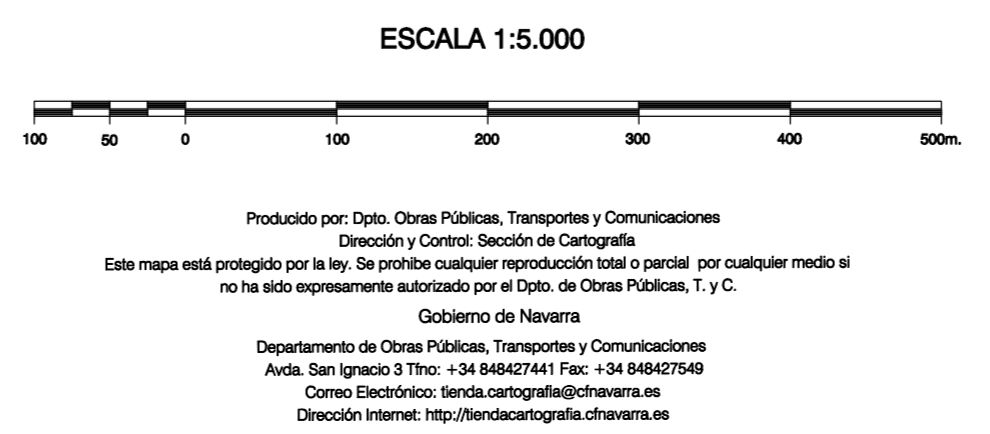 ESCALA 1:5.000
100 50 0 100 200 300 400 500m.
Producido por: Dpto. Obras Públicas, Transportes y Comunicaciones
Dirección y Control: Sección de Cartografía
Este mapa está protegido por la ley. Se prohibe cualquier reproducción total o parcial por cualquier medio si
no ha sido expresamente autorizado por el Dpto. de Obras Públicas, T. y C.
Gobierno de Navarra
Departamento de Obras Públicas, Transportes y Comunicaciones
Avda. San Ignacio 3 Tfno: +34 848427441 Fax: +34 848427549
Correo Electrónico: tienda.cartografia@cfnavarra.es
Dirección Internet: http://tiendacartografia.cfnavarra.es